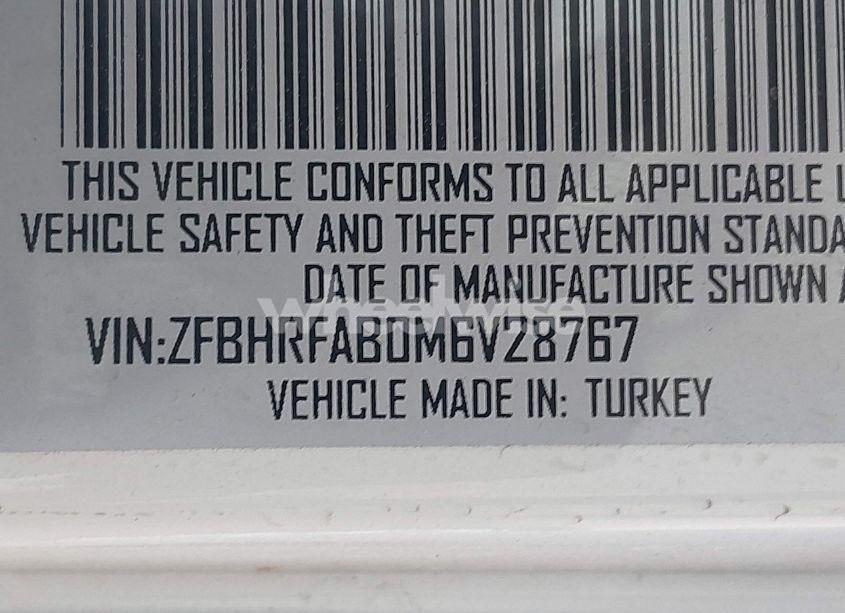 THIS VEHICLE CONFORMS TO ALL APPLICABLE
VEHICLE SAFETY AND THEFT PREVENTION STANDA
DATE OF MANUFACTURE SHOWN
wheelwise
VIN:ZFBHRFAB0M6V28767
VEHICLE MADE IN: TURKEY